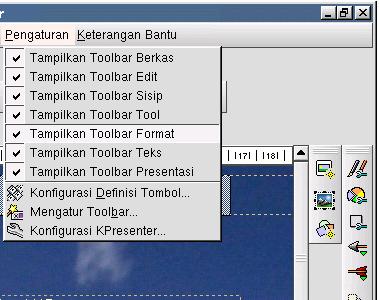 Pengaturan Keterangan Bantu
Tampilkan Toolbar Berkas
Tampilkan Toolbar Edit
Tampilkan Toolbar Sisip
Tampilkan Toolbar Tool
Tampilkan Toolbar Format
Tampilkan Toolbar Teks
Tampilkan Toolbar Presentasi
Konfigurasi Definisi Tombol...
Mengatur Toolbar...
Konfigurasi KPresenter...
17 18